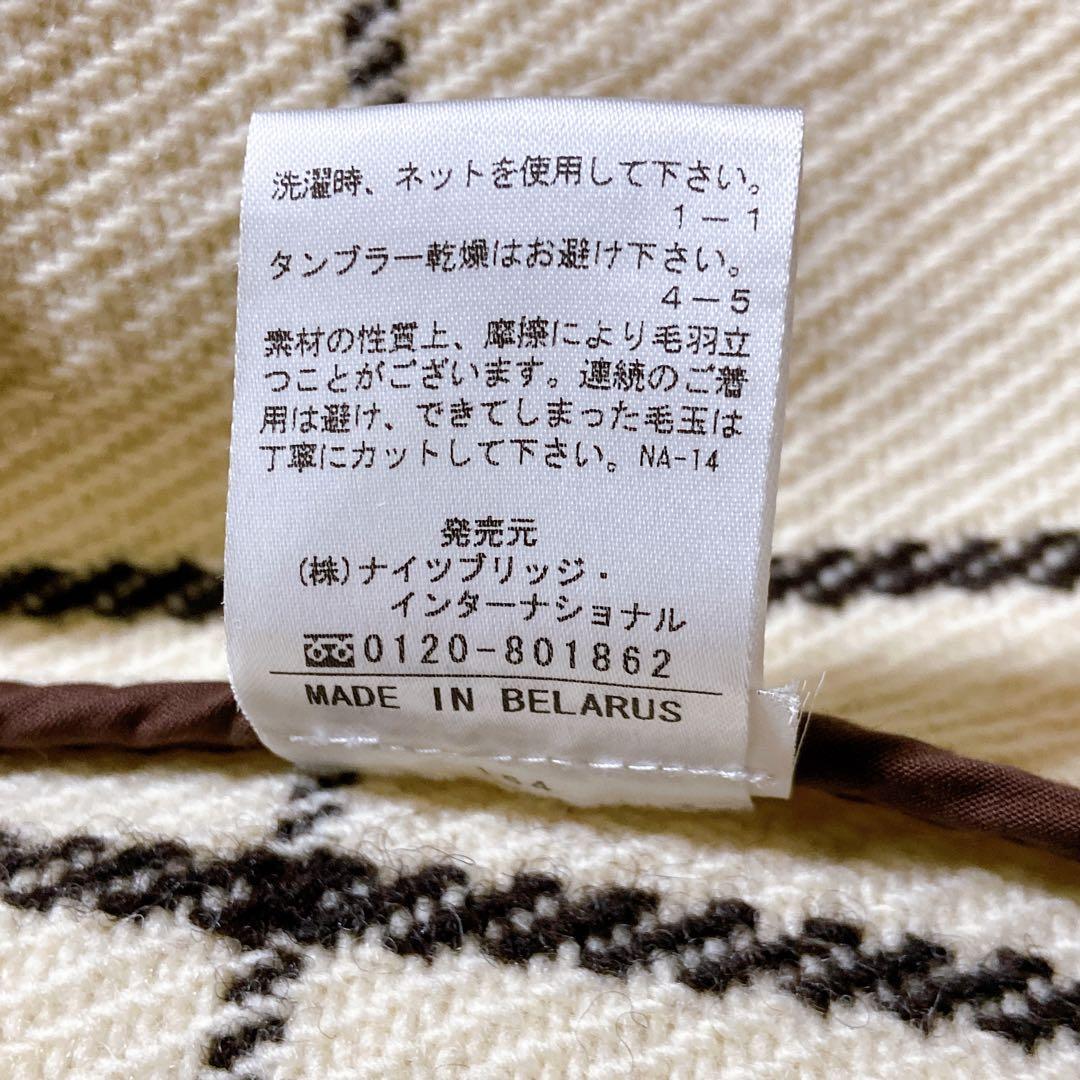 洗濯時、ネットを使用して下さい。
1-1
タンブラー乾燥はお避け下さい。
4-5
素材の性質上、摩擦により毛羽立
つことがございます。連続のご着
用は避け、できてしまった毛玉は
丁寧にカットして下さい。NA-14
発売元
(株)ナイツブリッジ・
インターナショナル
0120-801862
MADE IN BELARUS